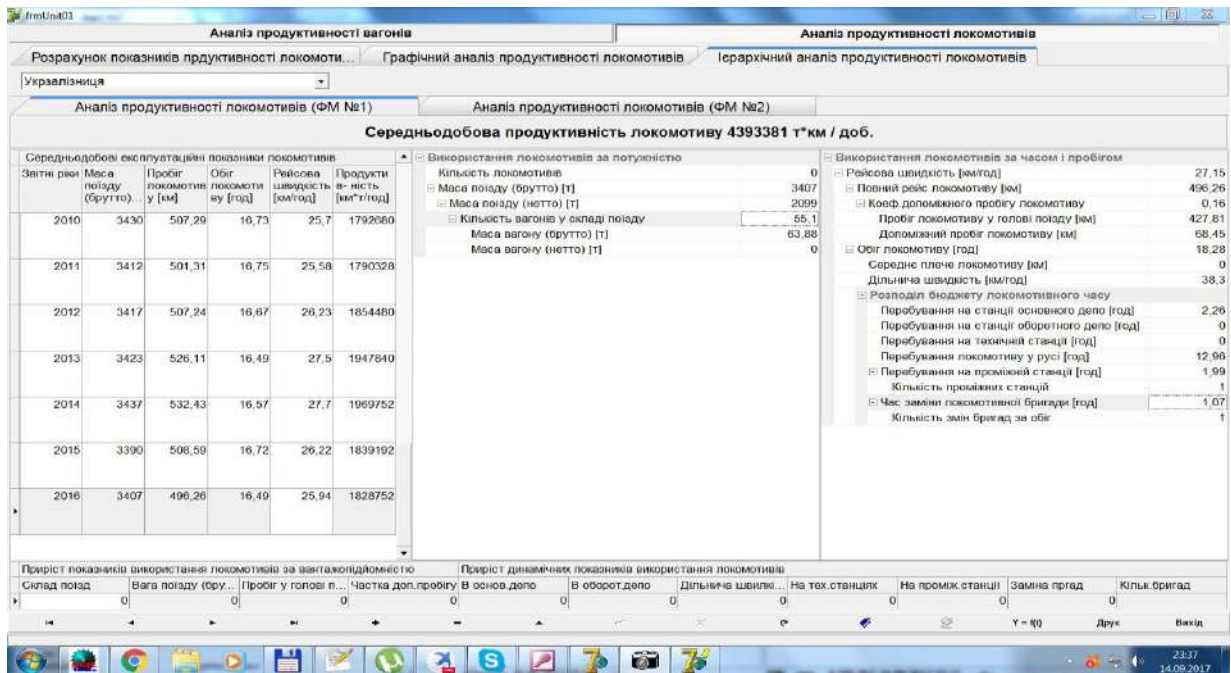 frmUnit01
Аналіз продуктивності вагонів Аналіз продуктивності локомотивів
Розрахунок показників прдуктивності локомоти... Графічний аналіз продуктивності локомотивів Ієрархічний аналіз продуктивності локомотивів
Укрзалізниця
Аналіз продуктивності локомотивів (ФМ №1) Аналіз продуктивності локомотивів (ФМ №2)
Середньодобова продуктивність локомотиву 4393381 т*км / доб.
Середньодобові експлуатаційні показники локомотивів
Звітні роки Маса поїзду (брутто)... Пробіг локомотив у [км] Обіг локомоти ву [год] Рейсова швидкість [км/год] Продукти в- ність [км*т/год]
2010 3430 507,29 16,73 25,7 1792680
2011 3412 501,31 16,75 25,58 1790328
2012 3417 507,24 16,67 26,23 1854480
2013 3423 526,11 16,49 27,5 1947840
2014 3437 532,43 16,57 27,7 1969752
2015 3390 508,59 16,72 26,22 1839192
2016 3407 496,26 16,49 25,94 1828752
Використання локомотивів за потужністю
Кількість локомотивів 0
Маса поїзду (брутто) [т] 3407
Маса поїзду (нетто) [т] 2099
Кількость вагонів у складі поїзду 55,1
Маса вагону (брутто) [т] 63,88
Маса вагону (нетто) [т] 0
Використання локомотивів за часом і пробігом
Рейсова швидкість [км/год] 27,15
Повний рейс локомотиву [км] 496,26
Коеф.допоміжного пробігу локомотиву 0,16
Пробіг локомотиву у голові поїзду [км] 427,81
Допоміжний пробіг локомотиву [км] 68,45
Обіг локомотиву [год] 18,28
Середнє плече локомотиву [км] 0
Дільнича швидкість [км/год] 38,3
Розподіл бюджету локомотивного часу
Перебування на станції основного депо [год] 2,26
Перебування на станції оборотного депо [год] 0
Перебування на технічній станції [год] 0
Перебування локомотиву у русі [год] 12,96
Перебування на проміжній станції [год] 1,99
Кількість проміжних станцій 1
Час заміни локомотивної бригади [год] 1,07
Кількість змін бригад за обіг 1
Приріст показників використання локомотивів за вантажопідйомністю Приріст динамічних показників використання локомотивів
Склад поїзд Вага поїзду (бру... Пробіг у голові п... Частка доп.пробігу В основ.депо В оборот.депо Дільнича швидк... На тех.станціях На проміж.станції Заміна пргад Кільк.бригад
0 0 0 0 0 0 0 0 0 0
Y = f(t) Друк Вихід
23:37
14.09.2017